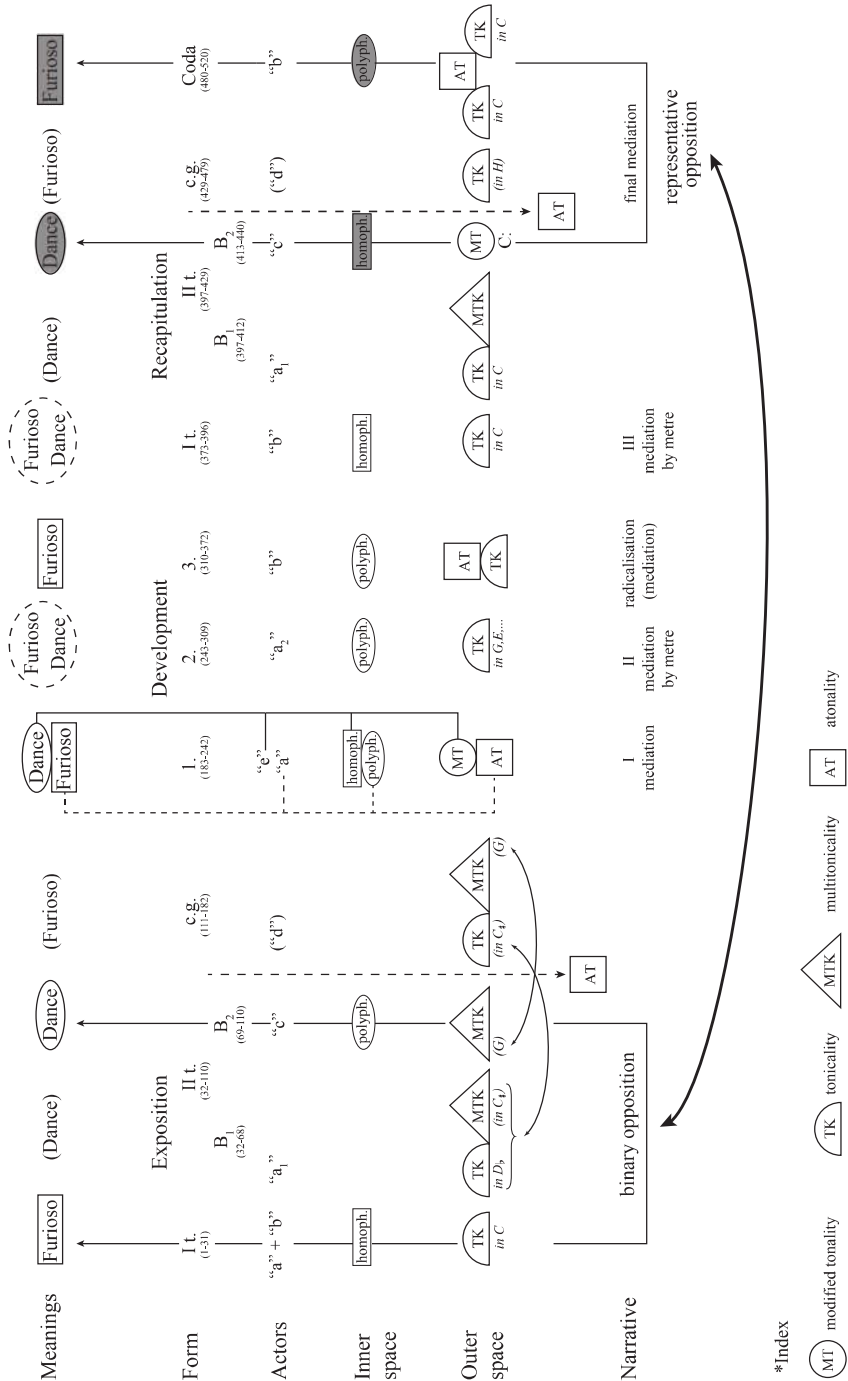 Meanings
Furioso
(Dance)
Dance
(Furioso)
Dance
Furioso
Furioso
Dance
Furioso
Furioso
Dance
(Dance)
Dance
(Furioso)
Furioso
Exposition
Development
Recapitulation
Form
I t.
(1-31)
B1
(32-68)
II t.
(32-110)
B2
(69-110)
c.g.
(111-182)
1.
(183-242)
2.
(243-309)
3.
(310-372)
I t.
(373-396)
B1
(397-412)
II t.
(397-429)
B2
(413-440)
c.g.
(429-479)
Coda
(480-520)
Actors
“a” + “b”
“a1”
“c”
(“d”)
“e”
“a”
“a2”
“b”
“b”
“a1”
“c”
(“d”)
“b”
Inner
space
homoph.
polyph.
homoph.
polyph.
polyph.
polyph.
homoph.
homoph.
polyph.
Outer
space
TK
in C
TK
in D♭
MTK
(in C♮)
MTK
(G)
AT
TK
(in C♮)
MTK
(G)
MT
AT
TK
in G,E,...
AT
TK
TK
in C
TK
in C
MTK
MT
C:
AT
TK
(in H)
TK
in C
AT
TK
in C
Narrative
binary opposition
I
mediation
II
mediation
by metre
radicalisation
(mediation)
III
mediation
by metre
final mediation
representative
opposition
*Index
MT modified tonality
TK tonicality
MTK multitonicality
AT atonality